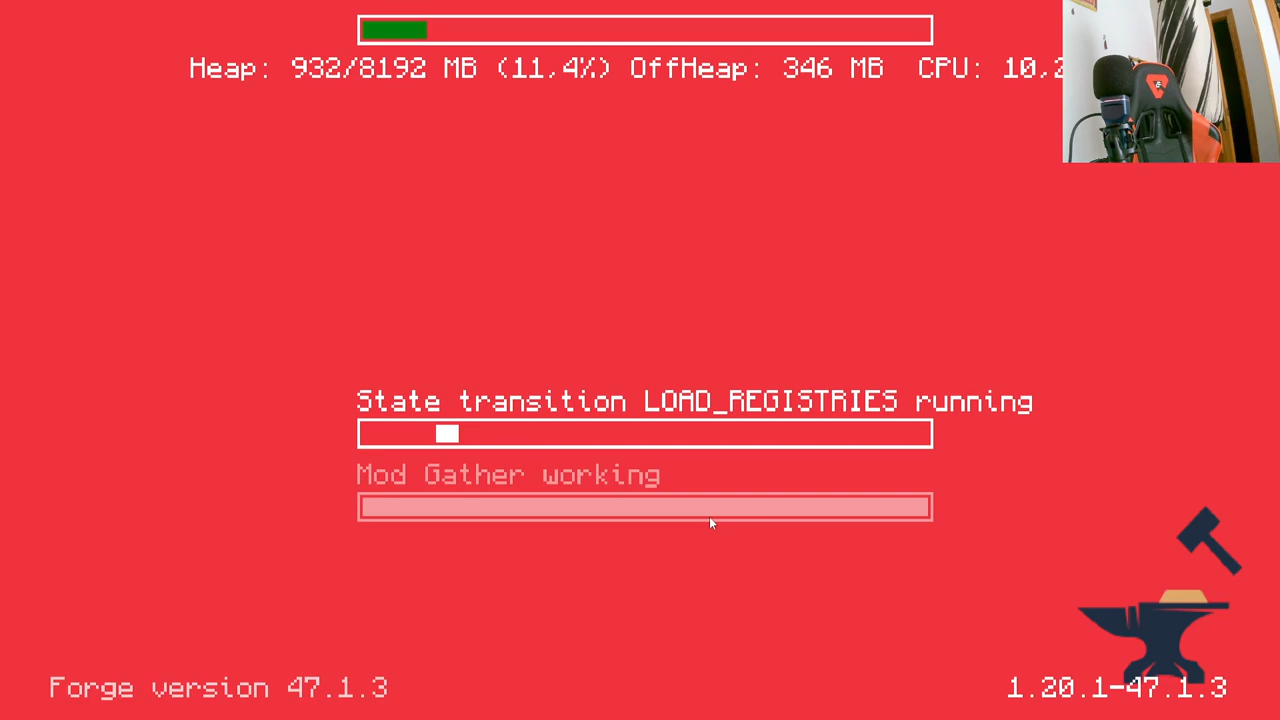 Heap: 932/8192 MB (11,4%) OffHeap: 346 MB CPU: 10,2
State transition LOAD_REGISTRIES running
Mod Gather working
Forge version 47.1.3
1.20.1-47.1.3